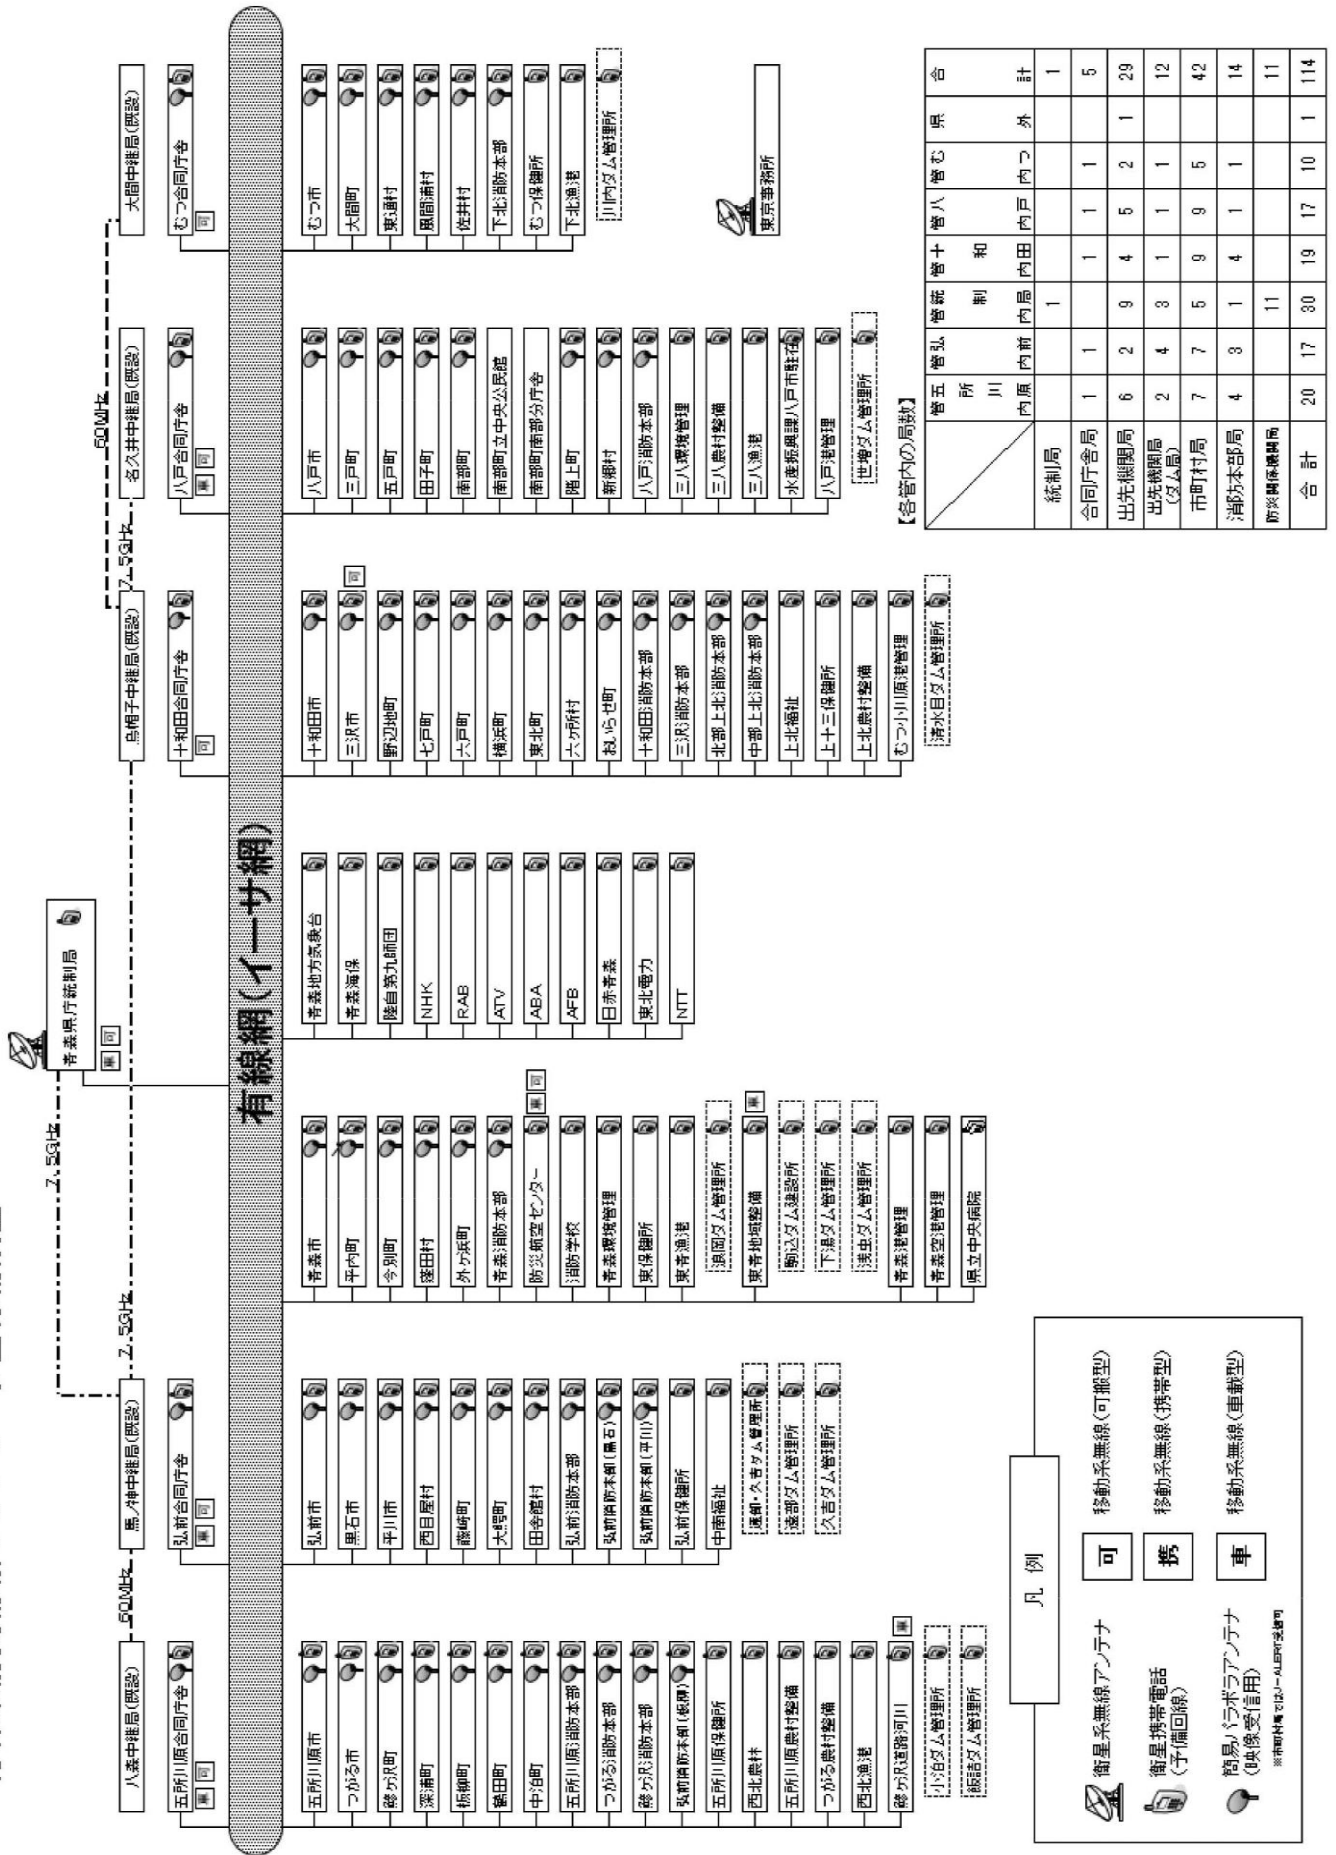 青森県庁統制局
車 可
7.5GHz
60MHz
60MHz
7.5GHz
7.5GHz
八森中継局(既設)
馬ノ神中継局(既設)
烏帽子中継局(既設)
名久井中継局(既設)
大間中継局(既設)
五所川原合同庁舎
車 可
弘前合同庁舎
車 可
十和田合同庁舎
可
八戸合同庁舎
車 可
むつ合同庁舎
可
有線網(イーサ網)
五所川原市
つがる市
鰺ヶ沢町
深浦町
板柳町
鶴田町
中泊町
五所川原消防本部
つがる消防本部
鰺ヶ沢消防本部
弘前消防本部(板柳)
五所川原保健所
西北農林
五所川原農村整備
つがる農村整備
西北漁港
鰺ヶ沢道路河川
車
小泊ダム管理所
飯詰ダム管理所
弘前市
黒石市
平川市
西目屋村
藤崎町
大鰐町
田舎館村
弘前消防本部
弘前消防本部(黒石)
弘前消防本部(平川)
弘前保健所
中南福祉
遠部・久吉ダム管理所
遠部ダム管理所
久吉ダム管理所
青森市
平内町
今別町
蓬田村
外ヶ浜町
青森消防本部
防災航空センター
車 可
消防学校
青森環境管理
東保健所
東青漁港
浪岡ダム管理所
東青地域整備
車
駒込ダム建設所
下湯ダム管理所
浅虫ダム管理所
青森港管理
青森空港管理
県立中央病院
青森地方気象台
青森海保
陸自第九師団
NHK
RAB
ATV
ABA
AFB
日赤青森
東北電力
NTT
十和田市
三沢市
可
野辺地町
七戸町
六戸町
横浜町
東北町
六ヶ所村
おいらせ町
十和田消防本部
三沢消防本部
北部上北消防本部
中部上北消防本部
上北福祉
上十三保健所
上北農村整備
むつ小川原港管理
清水目ダム管理所
八戸市
三戸町
五戸町
田子町
南部町
南部町立中央公民館
南部町南部分庁舎
階上町
新郷村
八戸消防本部
三八環境管理
三八農村整備
三八漁港
水産振興課八戸市駐在
八戸港管理
世増ダム管理所
むつ市
大間町
東通村
風間浦村
佐井村
下北消防本部
むつ保健所
下北漁港
川内ダム管理所
東京事務所
凡 例
衛星系無線アンテナ
衛星携帯電話
(予備回線)
簡易パラボラアンテナ
(映像受信用)
※市町村局ではJ-ALERT受信可
可 移動系無線(可搬型)
携 移動系無線(携帯型)
車 移動系無線(車載型)
【各管内の局数】
五所川原管内 弘前管内 統制局管内 十和田管内 八戸管内 むつ管内 県外 合計
統制局 1 1
合同庁舎局 1 1 1 1 1 5
出先機関局 6 2 9 4 5 2 1 29
出先機関局
(ダム局) 2 4 3 1 1 1 12
市町村局 7 7 5 9 9 5 42
消防本部局 4 3 1 4 1 1 14
防災関係機関局 11 11
合計 20 17 30 19 17 10 1 114